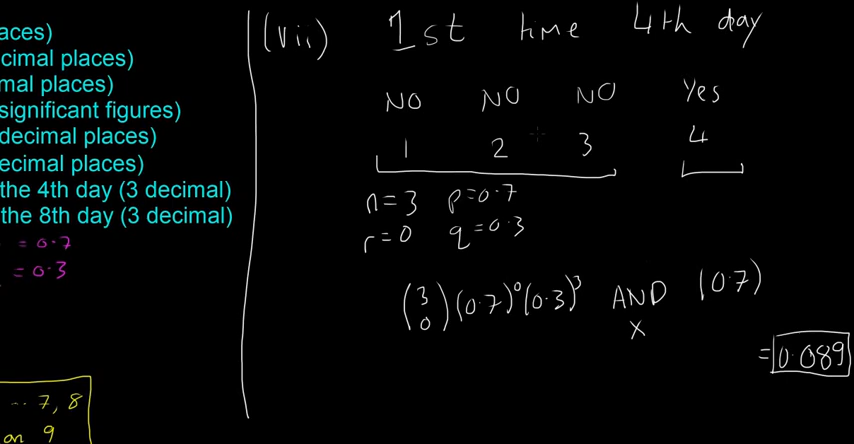 aces)
cimal places)
mal places)
significant figures)
decimal places)
ecimal places)
the 4th day (3 decimal)
the 8th day (3 decimal)
= 0.7
= 0.3
... 7, 8
an 9
(vii) 1st time 4th day
NO NO NO Yes
1 2 3 4
n=3 p=0.7
r=0 q=0.3
(3 0)(0.7)^0(0.3)^3 AND (0.7)
x
= 0.089